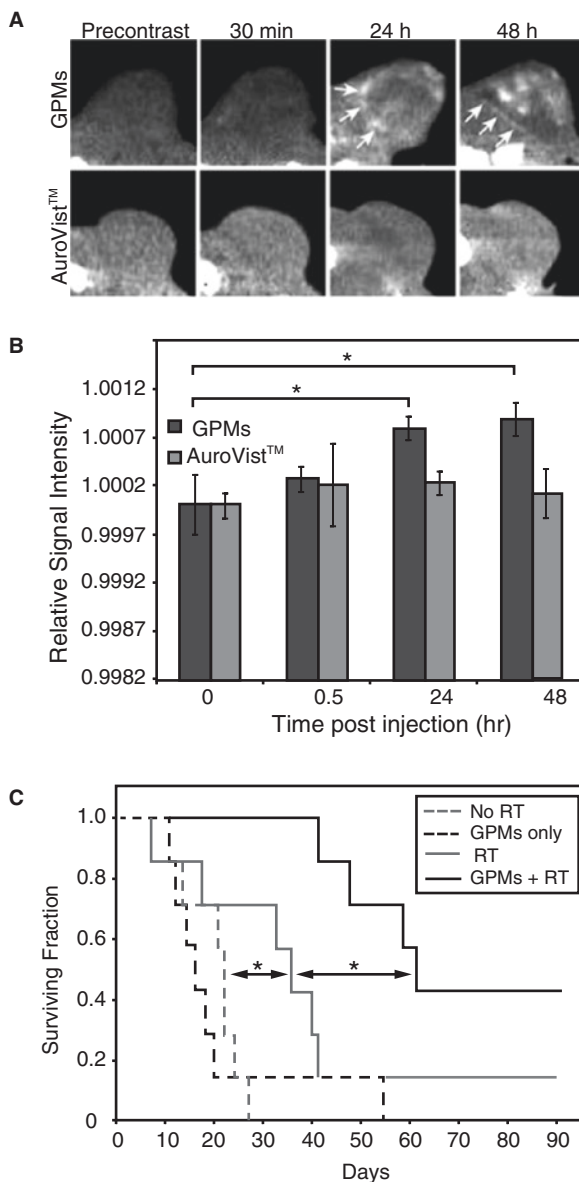 A
Precontrast 30 min 24 h 48 h
GPMs
AuroVist™
B
Relative Signal Intensity
1.0012
1.0007
1.0002
0.9997
0.9992
0.9987
0.9982
*
*
GPMs
AuroVist™
0 0.5 24 48
Time post injection (hr)
C
Surviving Fraction
1.0
0.8
0.6
0.4
0.2
0
No RT
GPMs only
RT
GPMs + RT
* *
0 10 20 30 40 50 60 70 80 90
Days